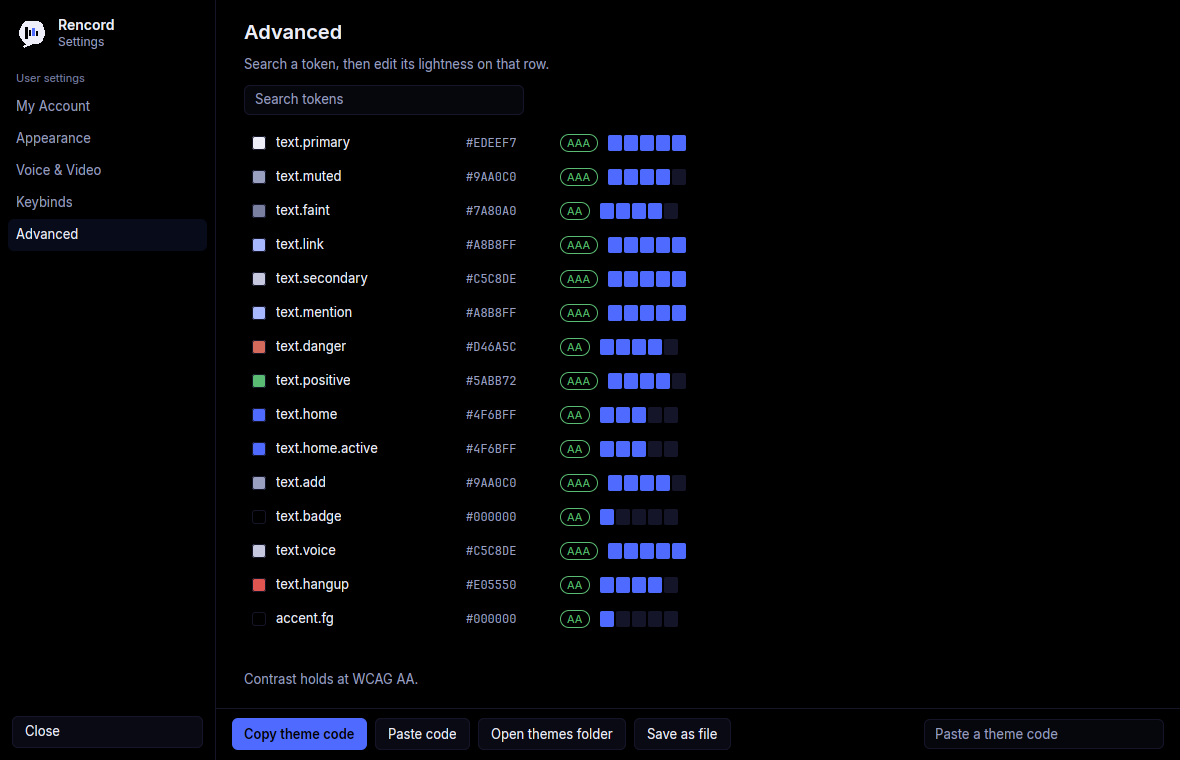 Rencord
Settings
User settings
My Account
Appearance
Voice & Video
Keybinds
Advanced
Close
Advanced
Search a token, then edit its lightness on that row.
Search tokens
text.primary #EDEEF7 AAA
text.muted #9AA0C0 AAA
text.faint #7A80A0 AA
text.link #A8B8FF AAA
text.secondary #C5C8DE AAA
text.mention #A8B8FF AAA
text.danger #D46A5C AA
text.positive #5ABB72 AAA
text.home #4F6BFF AA
text.home.active #4F6BFF AA
text.add #9AA0C0 AAA
text.badge #000000 AA
text.voice #C5C8DE AAA
text.hangup #E05550 AA
accent.fg #000000 AA
Contrast holds at WCAG AA.
Copy theme code Paste code Open themes folder Save as file Paste a theme code